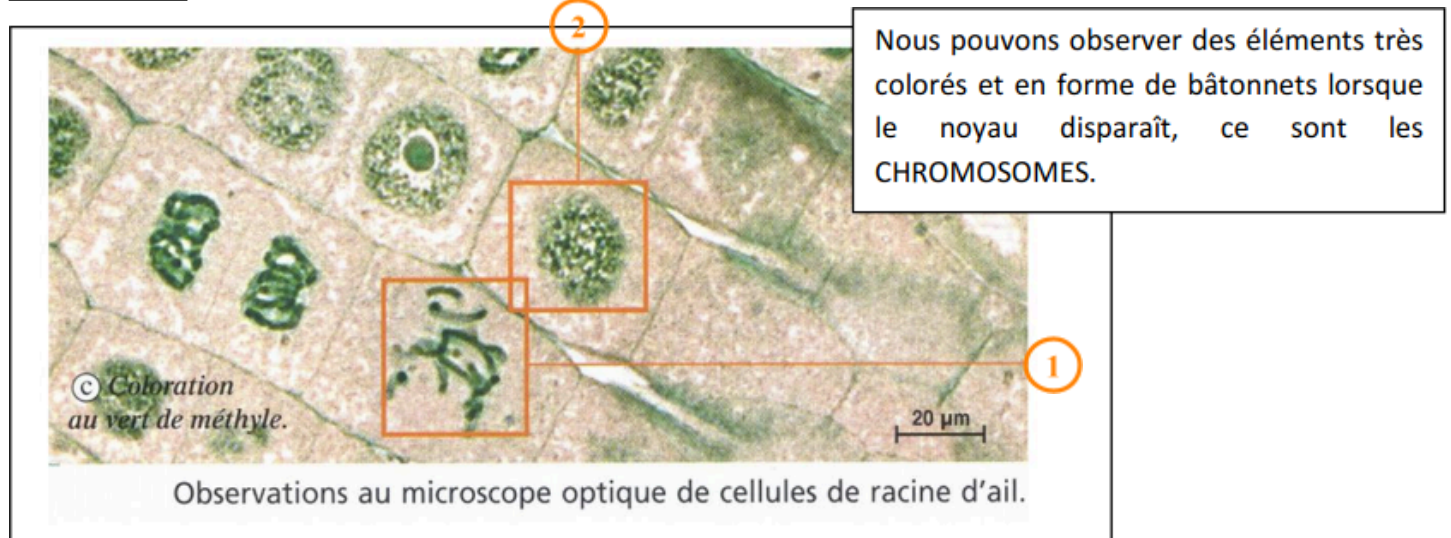 2
Nous pouvons observer des éléments très
colorés et en forme de bâtonnets lorsque
le noyau disparaît, ce sont les
CHROMOSOMES.
1
c Coloration
au vert de méthyle.
20 µm
Observations au microscope optique de cellules de racine d'ail.